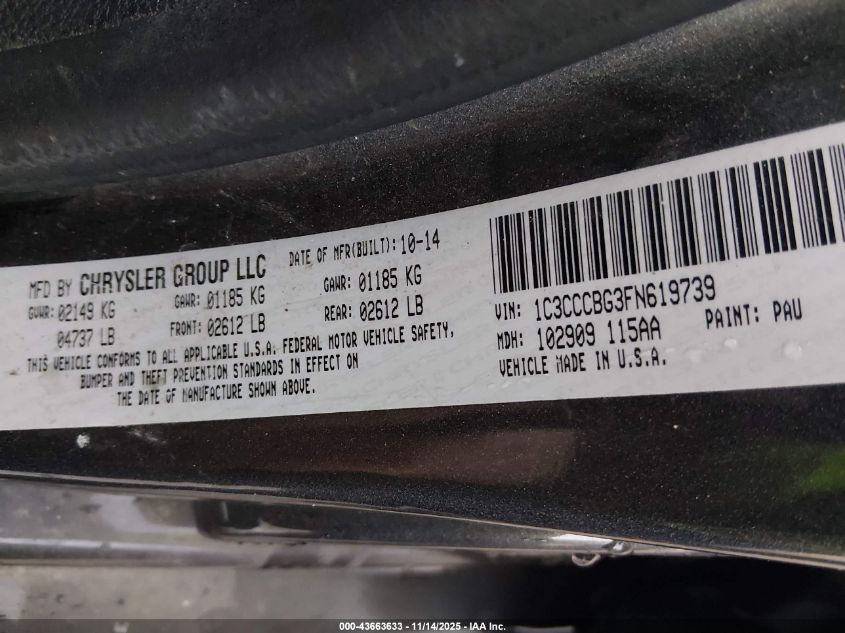 MFD BY CHRYSLER GROUP LLC DATE OF MFR(BUILT): 10-14
GVWR: 02149 KG GAWR: 01185 KG GAWR: 01185 KG
04737 LB FRONT: 02612 LB REAR: 02612 LB
THIS VEHICLE CONFORMS TO ALL APPLICABLE U.S.A. FEDERAL MOTOR VEHICLE SAFETY,
BUMPER AND THEFT PREVENTION STANDARDS IN EFFECT ON
THE DATE OF MANUFACTURE SHOWN ABOVE.
VIN: 1C3CCCBG3FN619739
MDH: 102909 115AA PAINT: PAU
VEHICLE MADE IN U.S.A.
000-43663633 - 11/14/2025 - © 2025 IAA Inc.